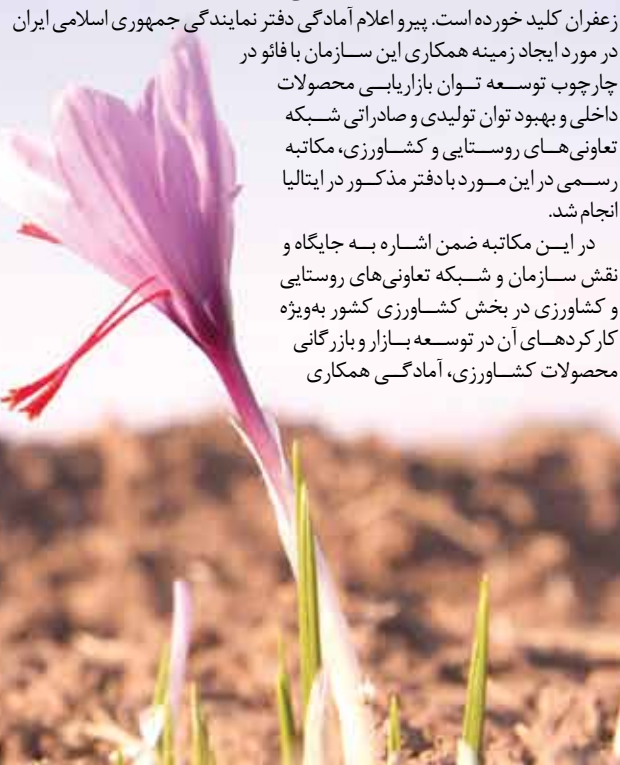 زعفران کلید خورده است. پیرو اعلام آمادگی دفتر نمایندگی جمهوری اسلامی ایران
در مورد ایجاد زمینه همکاری این سازمان با فائو در
چارچوب توسعه توان بازاریابی محصولات
داخلی و بهبود توان تولیدی و صادراتی شبکه
تعاونی‌های روستایی و کشاورزی، مکاتبه
رسمی در این مورد با دفتر مذکور در ایتالیا
انجام شد.
در این مکاتبه ضمن اشاره به جایگاه و
نقش سازمان و شبکه تعاونی‌های روستایی
و کشاورزی در بخش کشاورزی کشور به‌ویژه
کارکردهای آن در توسعه بازار و بازرگانی
محصولات کشاورزی، آمادگی همکاری